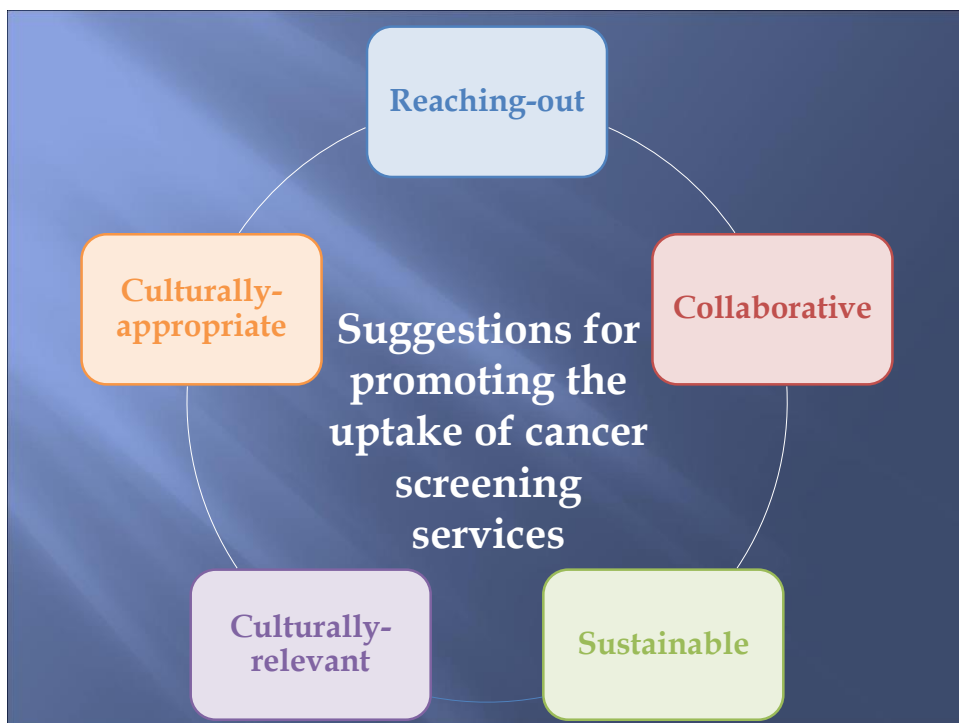 Reaching-out
Collaborative
Sustainable
Culturally-
relevant
Culturally-
appropriate
Suggestions for
promoting the
uptake of cancer
screening
services